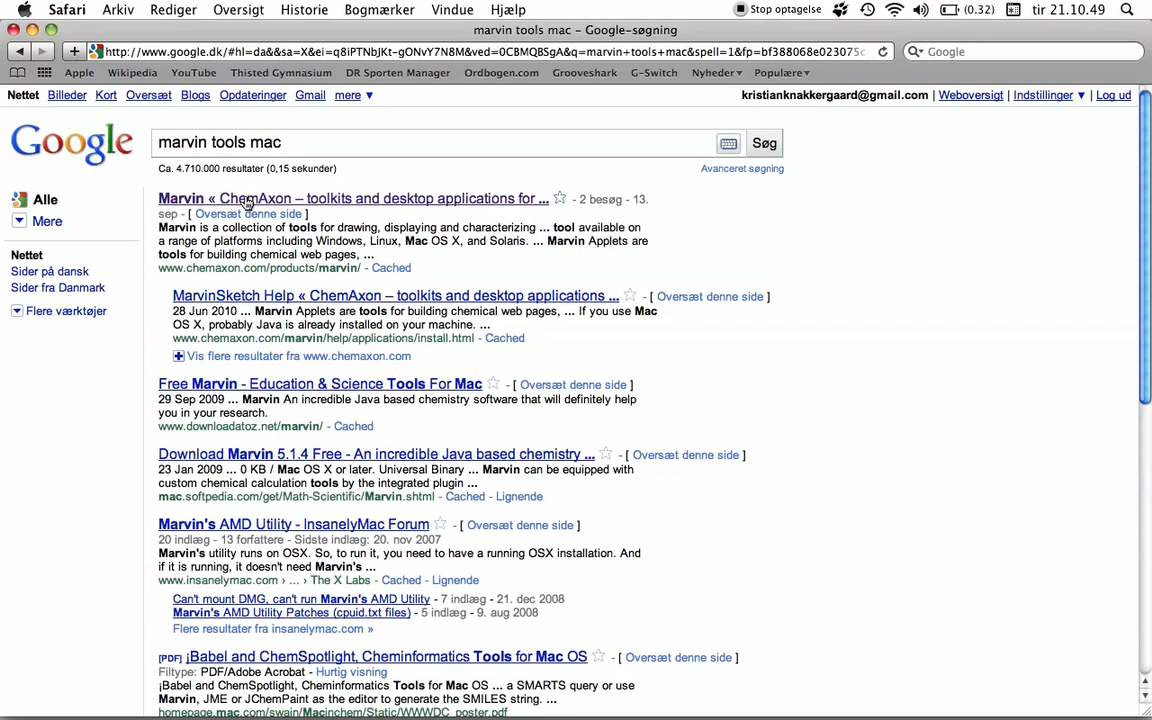 Safari Arkiv Rediger Oversigt Historie Bogmærker Vindue Hjælp Stop optagelse (0.32) tir 21.10.49
marvin tools mac – Google-søgning
http://www.google.dk/#hl=da&&sa=X&ei=q8iPTNbJKt-gONvY7N8M&ved=0CBMQBSgA&q=marvin+tools+mac&spell=1&fp=bf388068e023075c Google
Apple Wikipedia YouTube Thisted Gymnasium DR Sporten Manager Ordbogen.com Grooveshark G-Switch Nyheder▾ Populære▾
Nettet Billeder Kort Oversæt Blogs Opdateringer Gmail mere ▼ kristianknakkergaard@gmail.com | Weboversigt | Indstillinger ▼ | Log ud
Google marvin tools mac Søg
Ca. 4.710.000 resultater (0,15 sekunder) Avanceret søgning
Alle
Mere
Nettet
Sider på dansk
Sider fra Danmark
Flere værktøjer
Marvin « ChemAxon – toolkits and desktop applications for ... - 2 besøg - 13.
sep - [ Oversæt denne side ]
Marvin is a collection of tools for drawing, displaying and characterizing ... tool available on
a range of platforms including Windows, Linux, Mac OS X, and Solaris. ... Marvin Applets are
tools for building chemical web pages, ...
www.chemaxon.com/products/marvin/ - Cached
MarvinSketch Help « ChemAxon – toolkits and desktop applications ... - [ Oversæt denne side ]
28 Jun 2010 ... Marvin Applets are tools for building chemical web pages, ... If you use Mac
OS X, probably Java is already installed on your machine. ...
www.chemaxon.com/marvin/help/applications/install.html - Cached
Vis flere resultater fra www.chemaxon.com
Free Marvin - Education & Science Tools For Mac - [ Oversæt denne side ]
29 Sep 2009 ... Marvin An incredible Java based chemistry software that will definitely help
you in your research.
www.downloadatoz.net/marvin/ - Cached
Download Marvin 5.1.4 Free - An incredible Java based chemistry ... - [ Oversæt denne side ]
23 Jan 2009 ... 0 KB / Mac OS X or later. Universal Binary ... Marvin can be equipped with
custom chemical calculation tools by the integrated plugin ...
mac.softpedia.com/get/Math-Scientific/Marvin.shtml - Cached - Lignende
Marvin's AMD Utility - InsanelyMac Forum - [ Oversæt denne side ]
20 indlæg - 13 forfattere - Sidste indlæg: 20. nov 2007
Marvin's utility runs on OSX. So, to run it, you need to have a running OSX installation. And
if it is running, it doesn't need Marvin's ...
www.insanelymac.com › ... › The X Labs - Cached - Lignende
Can't mount DMG, can't run Marvin's AMD Utility - 7 indlæg - 21. dec 2008
Marvin's AMD Utility Patches (cpuid.txt files) - 5 indlæg - 9. aug 2008
Flere resultater fra insanelymac.com »
[PDF] ¡Babel and ChemSpotlight, Cheminformatics Tools for Mac OS - [ Oversæt denne side ]
Filtype: PDF/Adobe Acrobat - Hurtig visning
¡Babel and ChemSpotlight, Cheminformatics Tools for Mac OS ... a SMARTS query or use
Marvin, JME or JChemPaint as the editor to generate the SMILES string. ...
homepage.mac.com/swain/Macinchem/Static/WWWDC_poster.pdf